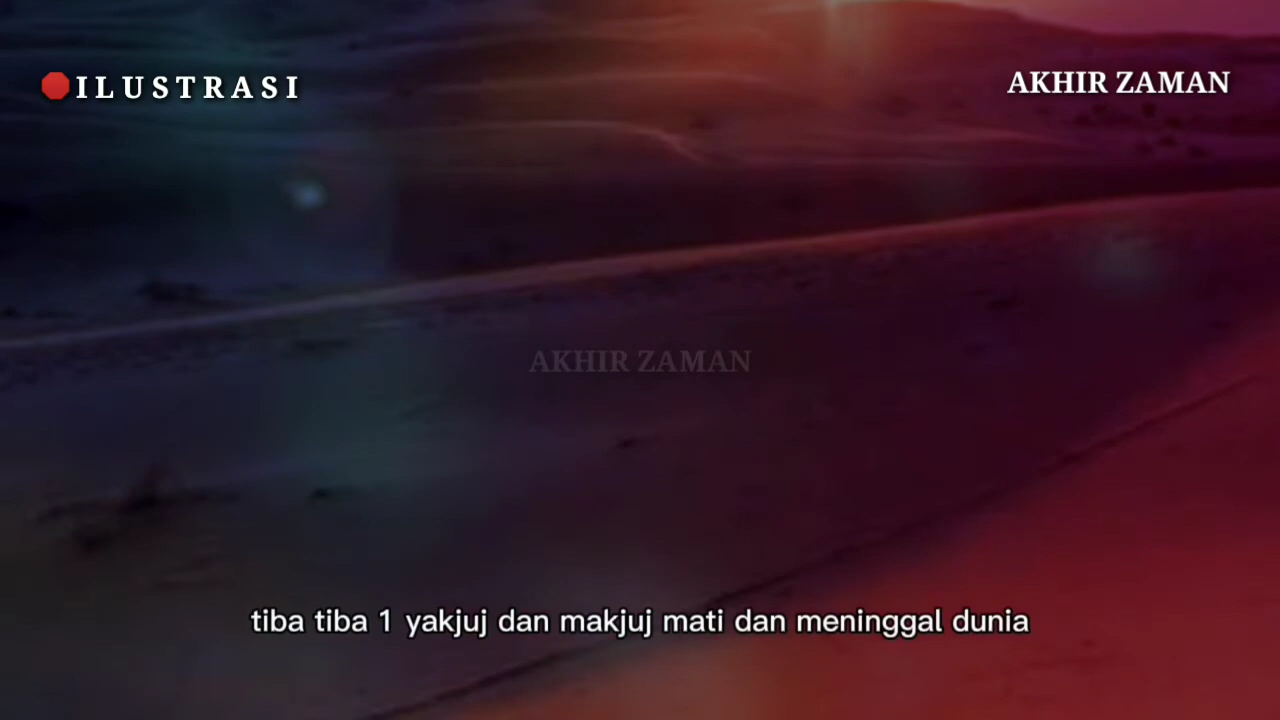 ILUSTRASI
AKHIR ZAMAN
AKHIR ZAMAN
tiba tiba 1 yakjuj dan makjuj mati dan meninggal dunia